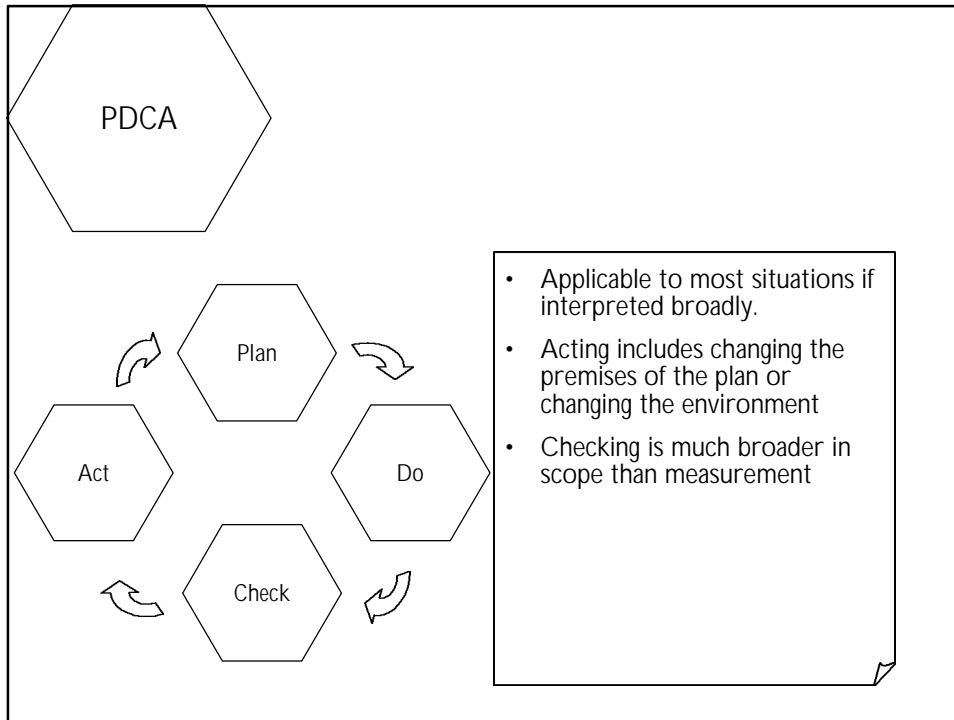 PDCA
Plan
Act
Do
Check
• Applicable to most situations if
interpreted broadly.
• Acting includes changing the
premises of the plan or
changing the environment
• Checking is much broader in
scope than measurement